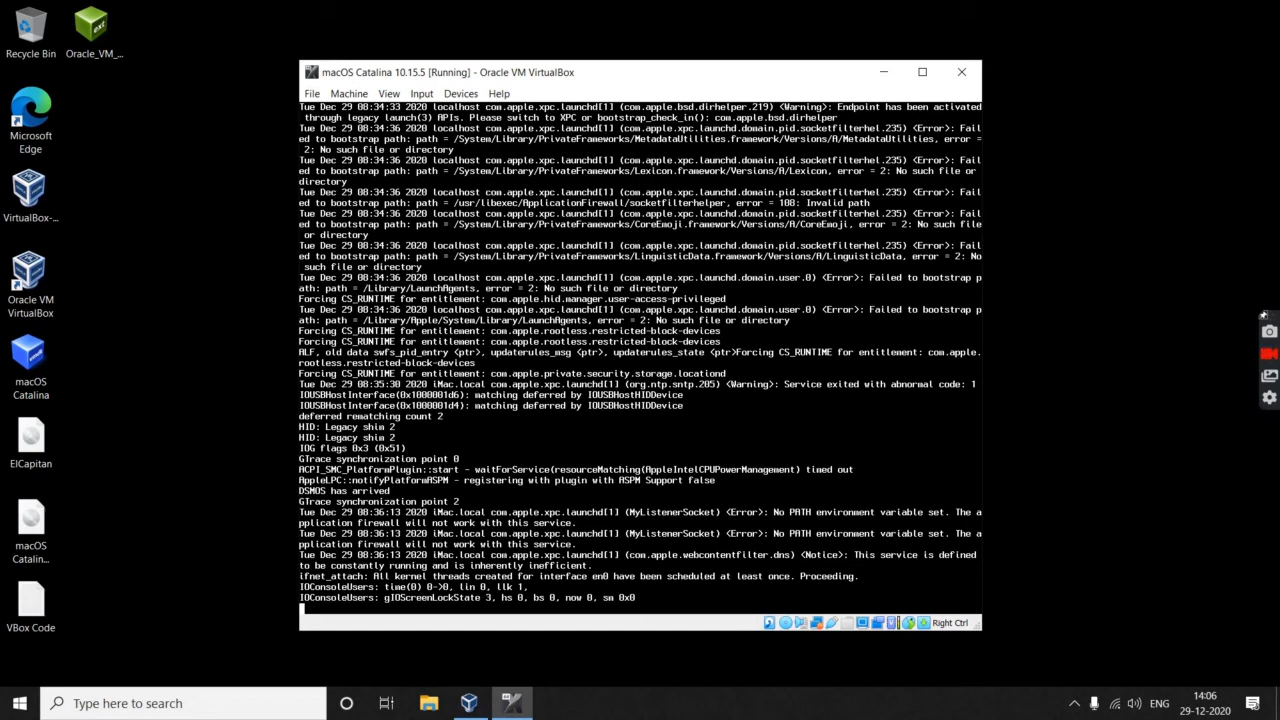 Recycle Bin
Oracle_VM_...
Microsoft
Edge
VirtualBox-...
Oracle VM
VirtualBox
macOS
Catalina
ElCapitan
macOS
Catalin...
VBox Code
macOS Catalina 10.15.5 [Running] - Oracle VM VirtualBox
File Machine View Input Devices Help
Tue Dec 29 08:34:33 2020 localhost com.apple.xpc.launchd[1] (com.apple.bsd.dirhelper.219) <Warning>: Endpoint has been activated
through legacy launch(3) APIs. Please switch to XPC or bootstrap_check_in(): com.apple.bsd.dirhelper
Tue Dec 29 08:34:36 2020 localhost com.apple.xpc.launchd[1] (com.apple.xpc.launchd.domain.pid.socketfilterhel.235) <Error>: Fail
ed to bootstrap path: path = /System/Library/PrivateFrameworks/MetadataUtilities.framework/Versions/A/MetadataUtilities, error =
2: No such file or directory
Tue Dec 29 08:34:36 2020 localhost com.apple.xpc.launchd[1] (com.apple.xpc.launchd.domain.pid.socketfilterhel.235) <Error>: Fail
ed to bootstrap path: path = /System/Library/PrivateFrameworks/Lexicon.framework/Versions/A/Lexicon, error = 2: No such file or
directory
Tue Dec 29 08:34:36 2020 localhost com.apple.xpc.launchd[1] (com.apple.xpc.launchd.domain.pid.socketfilterhel.235) <Error>: Fail
ed to bootstrap path: path = /usr/libexec/ApplicationFirewall/socketfilterhelper, error = 108: Invalid path
Tue Dec 29 08:34:36 2020 localhost com.apple.xpc.launchd[1] (com.apple.xpc.launchd.domain.pid.socketfilterhel.235) <Error>: Fail
ed to bootstrap path: path = /System/Library/PrivateFrameworks/CoreEmoji.framework/Versions/A/CoreEmoji, error = 2: No such file
or directory
Tue Dec 29 08:34:36 2020 localhost com.apple.xpc.launchd[1] (com.apple.xpc.launchd.domain.pid.socketfilterhel.235) <Error>: Fail
ed to bootstrap path: path = /System/Library/PrivateFrameworks/LinguisticData.framework/Versions/A/LinguisticData, error = 2: No
such file or directory
Tue Dec 29 08:34:36 2020 localhost com.apple.xpc.launchd[1] (com.apple.xpc.launchd.domain.user.0) <Error>: Failed to bootstrap p
ath: path = /Library/LaunchAgents, error = 2: No such file or directory
Forcing CS_RUNTIME for entitlement: com.apple.hid.manager.user-access-privileged
Tue Dec 29 08:34:36 2020 localhost com.apple.xpc.launchd[1] (com.apple.xpc.launchd.domain.user.0) <Error>: Failed to bootstrap p
ath: path = /Library/Apple/System/Library/LaunchAgents, error = 2: No such file or directory
Forcing CS_RUNTIME for entitlement: com.apple.rootless.restricted-block-devices
Forcing CS_RUNTIME for entitlement: com.apple.rootless.restricted-block-devices
ALF, old data swfs_pid_entry <ptr>, updaterules_msg <ptr>, updaterules_state <ptr>Forcing CS_RUNTIME for entitlement: com.apple.
rootless.restricted-block-devices
Forcing CS_RUNTIME for entitlement: com.apple.private.security.storage.locationd
Tue Dec 29 08:35:30 2020 iMac.local com.apple.xpc.launchd[1] (org.ntp.sntp.205) <Warning>: Service exited with abnormal code: 1
IOUSBHostInterface(0x1000001d6): matching deferred by IOUSBHostHIDDevice
IOUSBHostInterface(0x1000001d4): matching deferred by IOUSBHostHIDDevice
deferred rematching count 2
HID: Legacy shim 2
HID: Legacy shim 2
IOG flags 0x3 (0x51)
GTrace synchronization point 0
ACPI_SMC_PlatformPlugin::start - waitForService(resourceMatching(AppleIntelCPUPowerManagement) timed out
AppleLPC::notifyPlatformASPM - registering with plugin with ASPM Support false
DSMOS has arrived
GTrace synchronization point 2
Tue Dec 29 08:36:13 2020 iMac.local com.apple.xpc.launchd[1] (MyListenerSocket) <Error>: No PATH environment variable set. The a
pplication firewall will not work with this service.
Tue Dec 29 08:36:13 2020 iMac.local com.apple.xpc.launchd[1] (MyListenerSocket) <Error>: No PATH environment variable set. The a
pplication firewall will not work with this service.
Tue Dec 29 08:36:13 2020 iMac.local com.apple.xpc.launchd[1] (com.apple.webcontentfilter.dns) <Notice>: This service is defined
to be constantly running and is inherently inefficient.
ifnet_attach: All kernel threads created for interface en0 have been scheduled at least once. Proceeding.
IOConsoleUsers: time(0) 0->0, lin 0, llk 1,
IOConsoleUsers: gIOScreenLockState 3, hs 0, bs 0, now 0, sm 0x0
Right Ctrl
Type here to search
ENG
14:06
29-12-2020